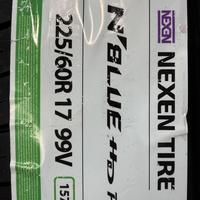 NEXEN NEXEN TIRE
N'BLUE HD
225/60R 17 99V